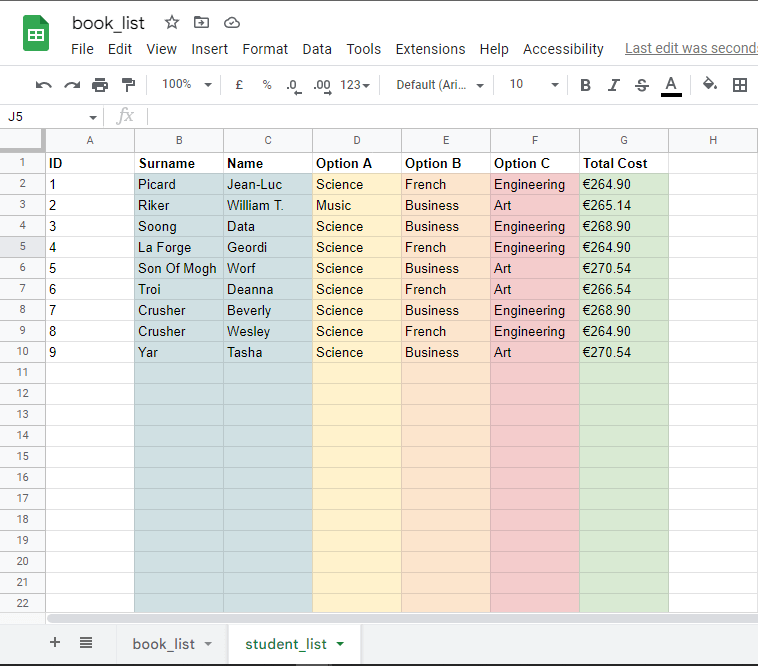 book_list
File Edit View Insert Format Data Tools Extensions Help Accessibility Last edit was
100% £ % .0 .00 123 Default (Ari... 10 B I S A
J5 fx
A B C D E F G H
1 ID Surname Name Option A Option B Option C Total Cost
2 1 Picard Jean-Luc Science French Engineering €264.90
3 2 Riker William T. Music Business Art €265.14
4 3 Soong Data Science Business Engineering €268.90
5 4 La Forge Geordi Science French Engineering €264.90
6 5 Son Of Mogh Worf Science Business Art €270.54
7 6 Troi Deanna Science French Art €266.54
8 7 Crusher Beverly Science Business Engineering €268.90
9 8 Crusher Wesley Science French Engineering €264.90
10 9 Yar Tasha Science Business Art €270.54
11
12
13
14
15
16
17
18
19
20
21
22
+ book_list student_list